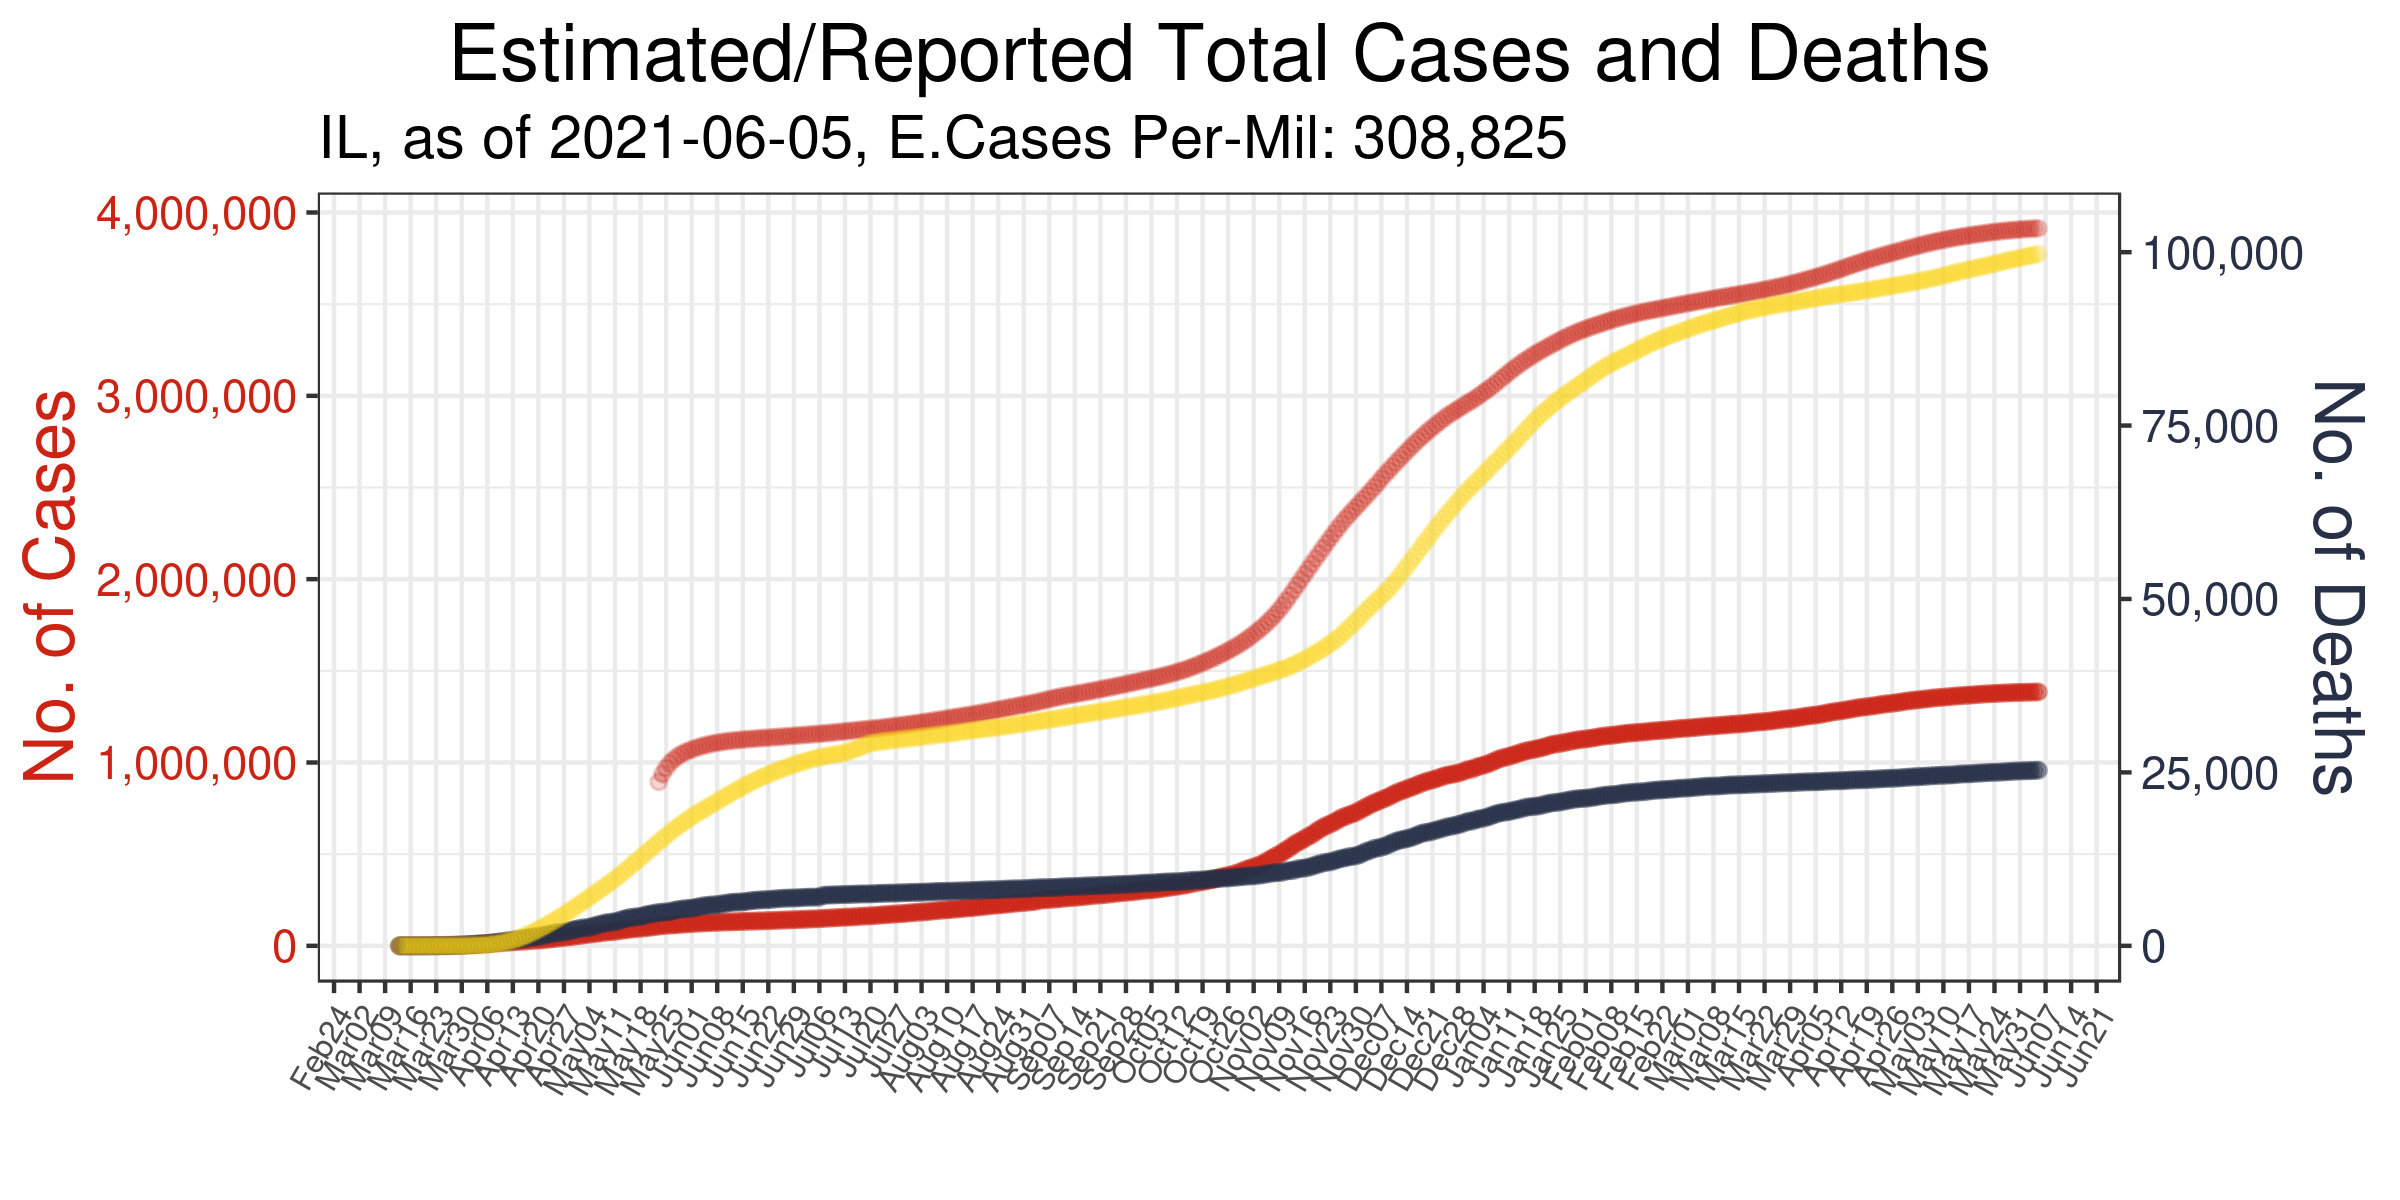 Estimated/Reported Total Cases and Deaths
IL, as of 2021-06-05, E.Cases Per-Mil: 308,825
No. of Cases
4,000,000
3,000,000
2,000,000
1,000,000
0
100,000
75,000
50,000
25,000
0
No. of Deaths
Feb24
Mar02
Mar09
Mar16
Mar23
Mar30
Apr06
Apr13
Apr20
Apr27
May04
May11
May18
May25
Jun01
Jun08
Jun15
Jun22
Jun29
Jul06
Jul13
Jul20
Jul27
Aug03
Aug10
Aug17
Aug24
Aug31
Sep07
Sep14
Sep21
Sep28
Oct05
Oct12
Oct19
Oct26
Nov02
Nov09
Nov16
Nov23
Nov30
Dec07
Dec14
Dec21
Dec28
Jan04
Jan11
Jan18
Jan25
Feb01
Feb08
Feb15
Feb22
Mar01
Mar08
Mar15
Mar22
Mar29
Apr05
Apr12
Apr19
Apr26
May03
May10
May17
May24
May31
Jun07
Jun14
Jun21